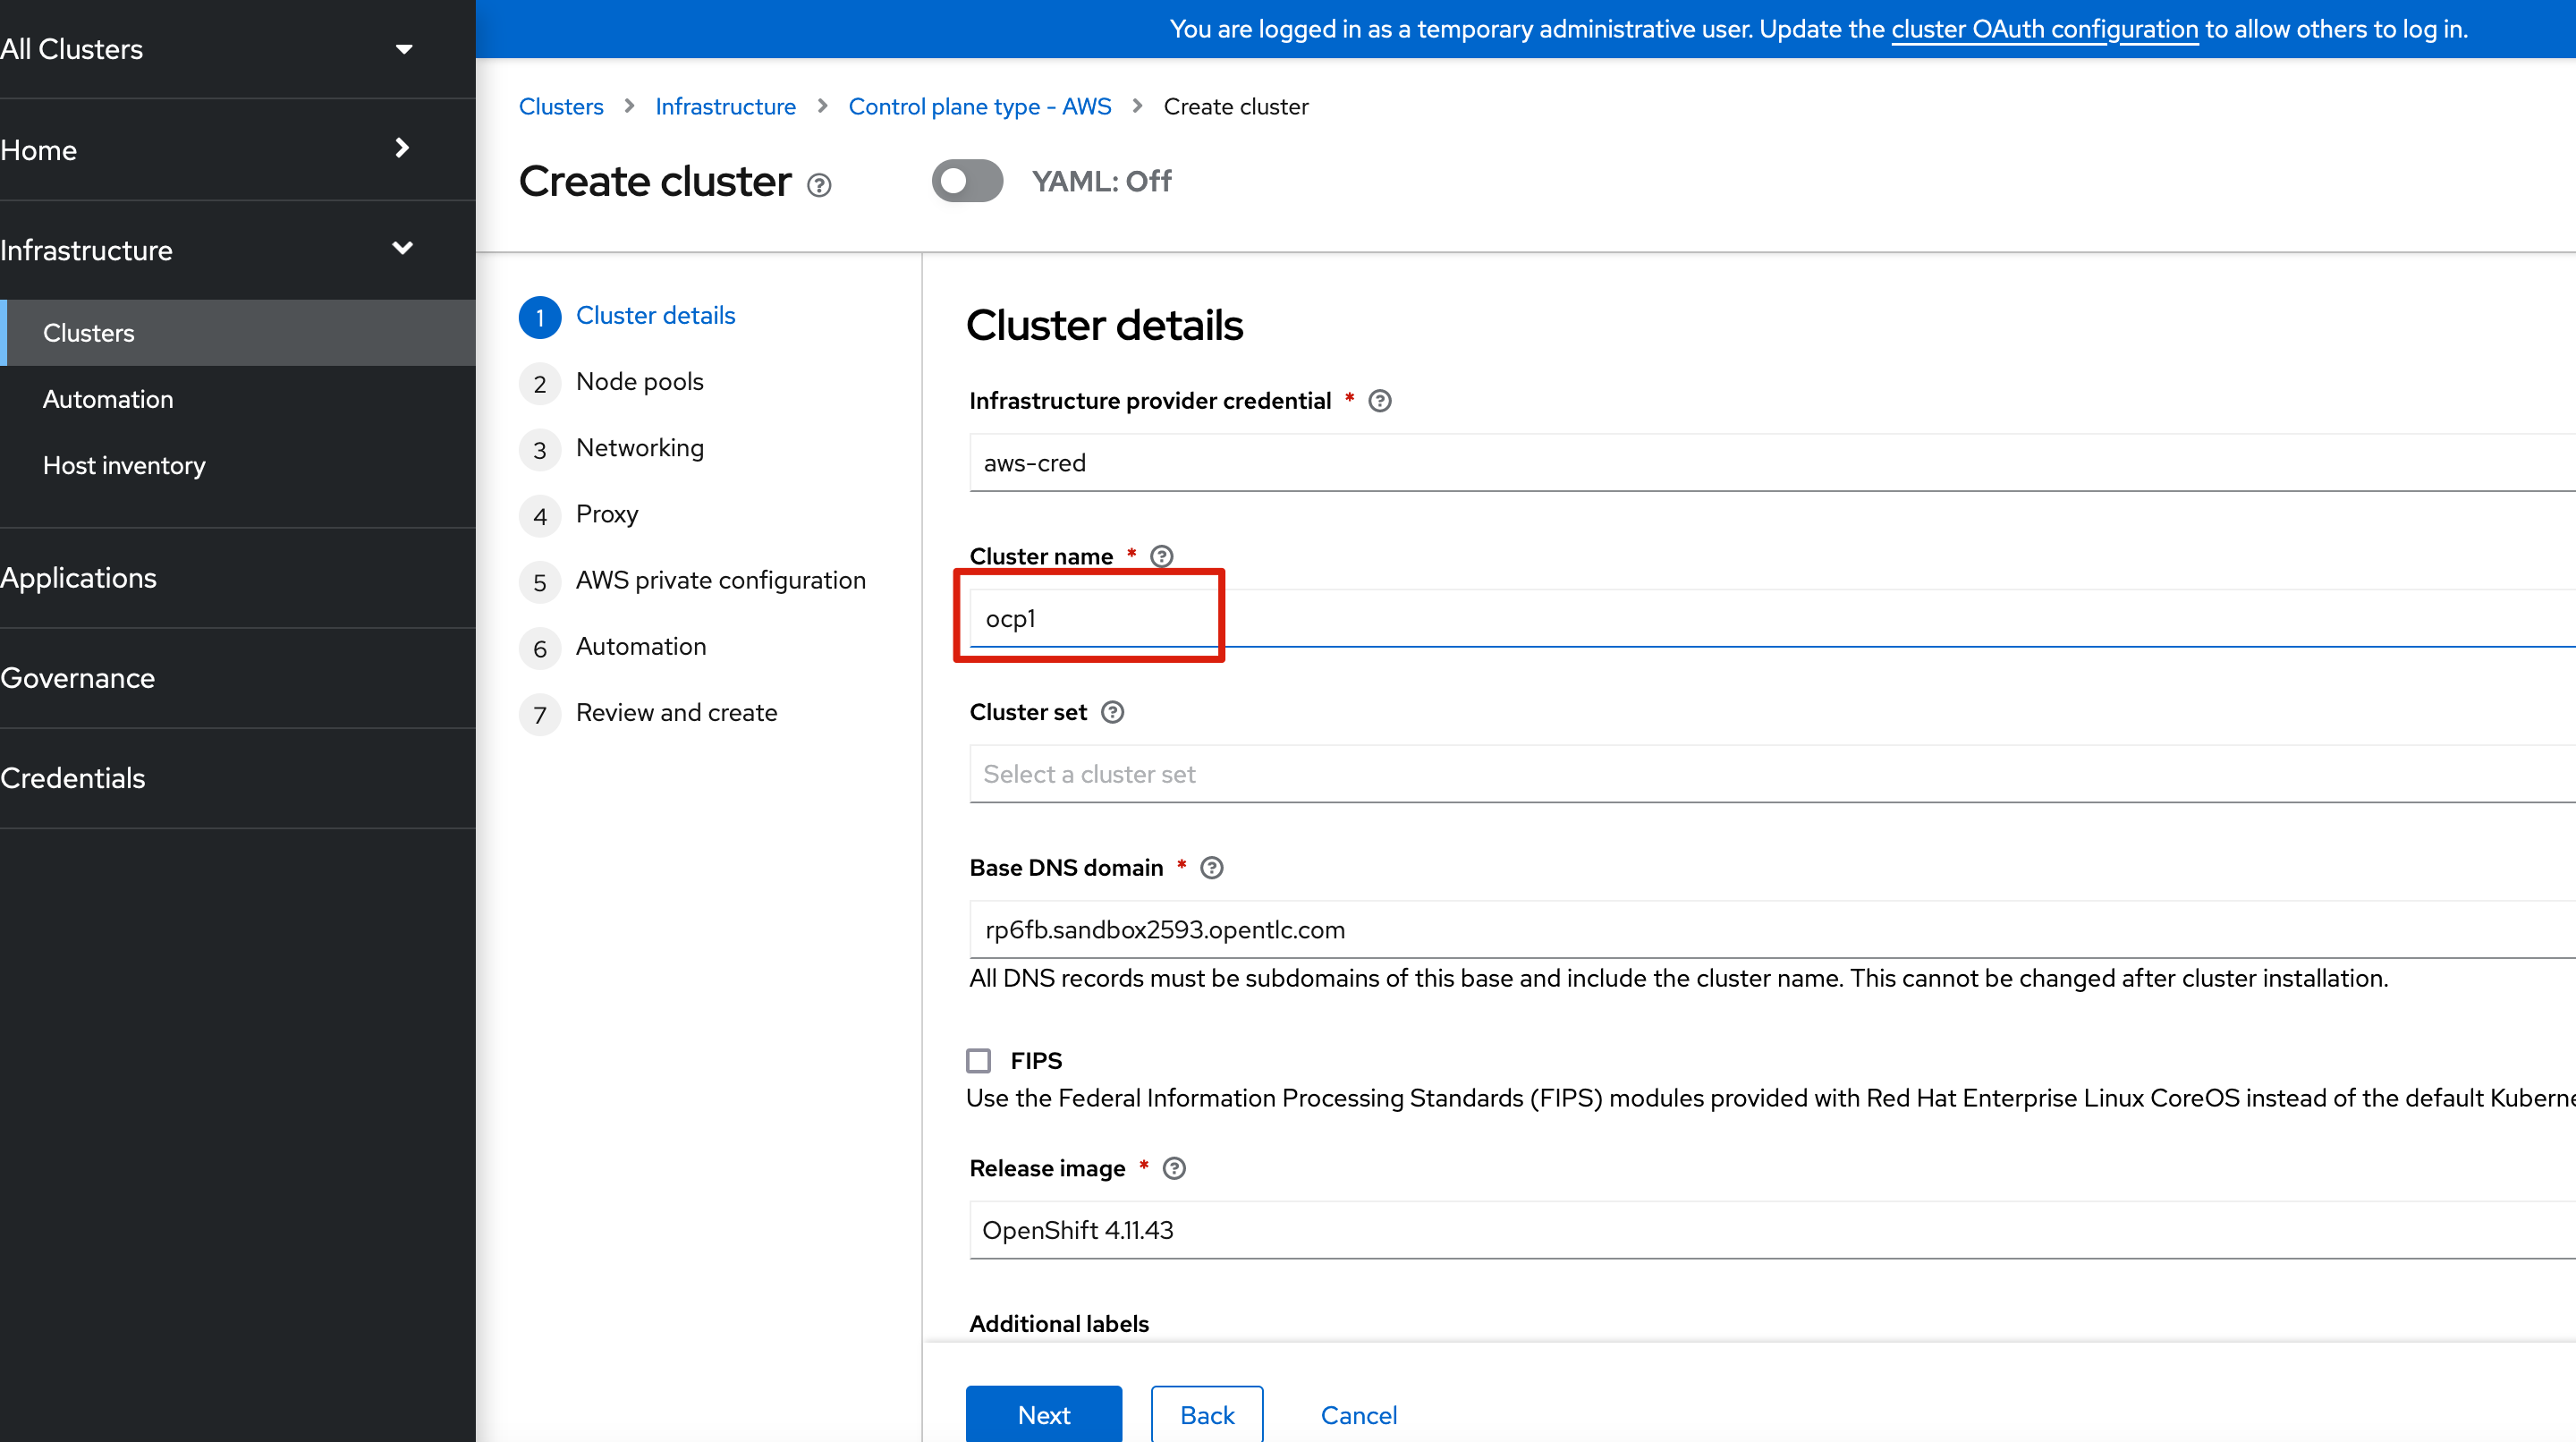 You are logged in as a temporary administrative user. Update the cluster OAuth configuration to allow others to log in.
All Clusters
Home
Infrastructure
Clusters
Automation
Host inventory
Applications
Governance
Credentials
Clusters > Infrastructure > Control plane type - AWS > Create cluster
Create cluster
YAML: Off
1 Cluster details
2 Node pools
3 Networking
4 Proxy
5 AWS private configuration
6 Automation
7 Review and create
Cluster details
Infrastructure provider credential *
aws-cred
Cluster name *
ocp1
Cluster set
Select a cluster set
Base DNS domain *
rp6fb.sandbox2593.opentlc.com
All DNS records must be subdomains of this base and include the cluster name. This cannot be changed after cluster installation.
FIPS
Use the Federal Information Processing Standards (FIPS) modules provided with Red Hat Enterprise Linux CoreOS instead of the default Kuberne
Release image *
OpenShift 4.11.43
Additional labels
Next
Back
Cancel